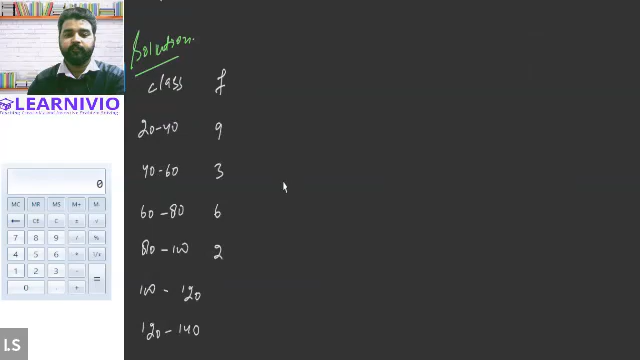 Solution.
class f
20-40 9
40-60 3
60-80 6
80-100 2
100-120
120-140
LEARNIVIO
0
MC MR MS M+ M-
← CE C ± √
7 8 9 / %
4 5 6 * 1/x
1 2 3 - =
0 . +
I.S